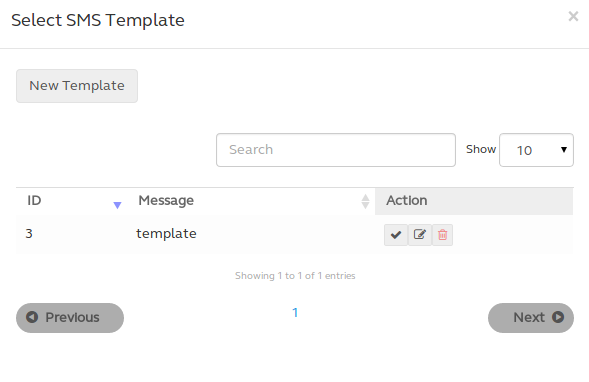 Select SMS Template
×
New Template
Search
Show 10
ID Message Action
3 template
Showing 1 to 1 of 1 entries
Previous 1 Next